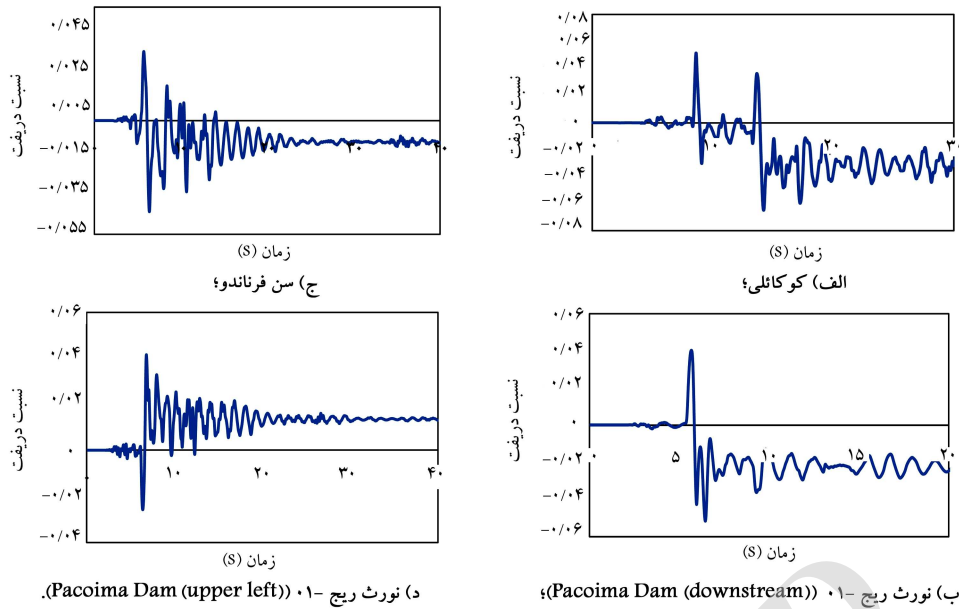 ۰/۰۸
۰/۰۶
۰/۰۴
۰/۰۲
۰
-۰/۰۲
-۰/۰۴
-۰/۰۶
-۰/۰۸
نسبت دریفت
۰ ۱۰ ۲۰ ۳۰
زمان (S)
الف) کوکائلی؛
۰/۰۴۵
۰/۰۲۵
۰/۰۰۵
-۰/۰۱۵
-۰/۰۳۵
-۰/۰۵۵
نسبت دریفت
۱۰ ۲۰ ۳۰ ۴۰
زمان (S)
ج) سن فرناندو؛
۰/۰۶
۰/۰۴
۰/۰۲
۰
-۰/۰۲
-۰/۰۴
-۰/۰۶
نسبت دریفت
۰ ۵ ۱۰ ۱۵ ۲۰
زمان (S)
ب) نورث ریج -۰۱ (Pacoima Dam (downstream))؛
۰/۰۶
۰/۰۴
۰/۰۲
۰
-۰/۰۲
-۰/۰۴
نسبت دریفت
۰ ۱۰ ۲۰ ۳۰ ۴۰
زمان (S)
د) نورث ریج -۰۱ (Pacoima Dam (upper left)).